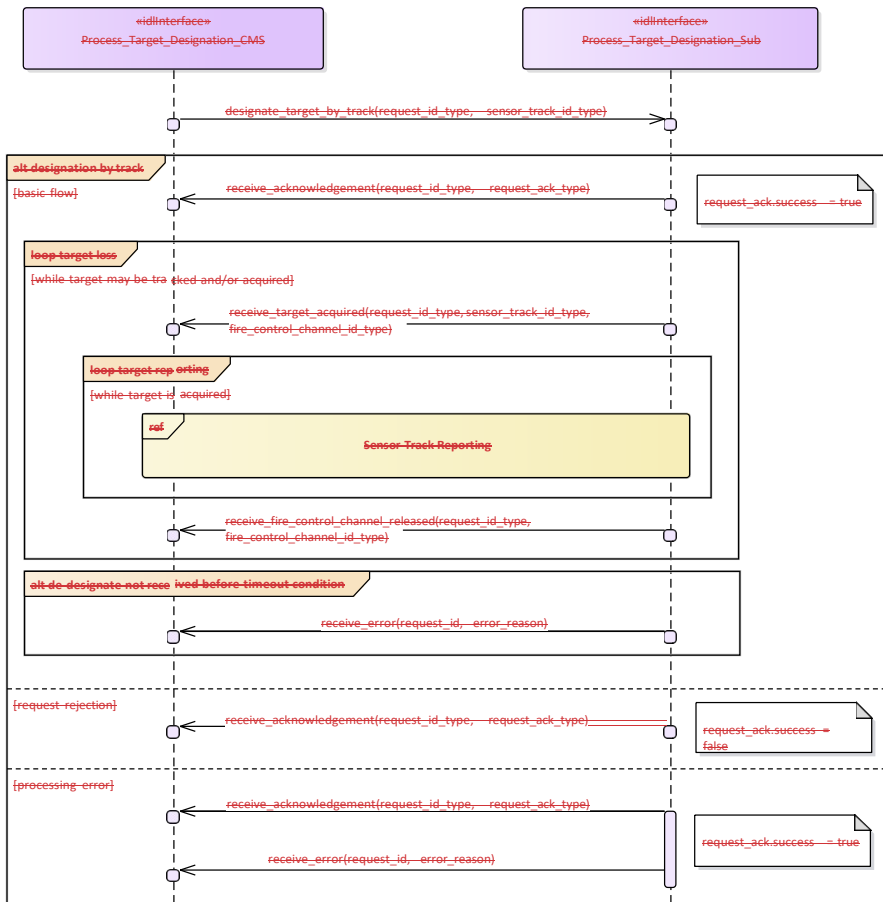 «idlInterface»
Process_Target_Designation_CMS
«idlInterface»
Process_Target_Designation_Sub
designate_target_by_track(request_id_type, sensor_track_id_type)
alt designation by track
[basic flow]
receive_acknowledgement(request_id_type, request_ack_type)
request_ack.success = true
loop target loss
[while target may be tracked and/or acquired]
receive_target_acquired(request_id_type, sensor_track_id_type,
fire_control_channel_id_type)
loop target reporting
[while target is acquired]
ref
Sensor Track Reporting
receive_fire_control_channel_released(request_id_type,
fire_control_channel_id_type)
alt de-designate not received before timeout condition
receive_error(request_id, error_reason)
[request rejection]
receive_acknowledgement(request_id_type, request_ack_type)
request_ack.success =
false
[processing error]
receive_acknowledgement(request_id_type, request_ack_type)
request_ack.success = true
receive_error(request_id, error_reason)